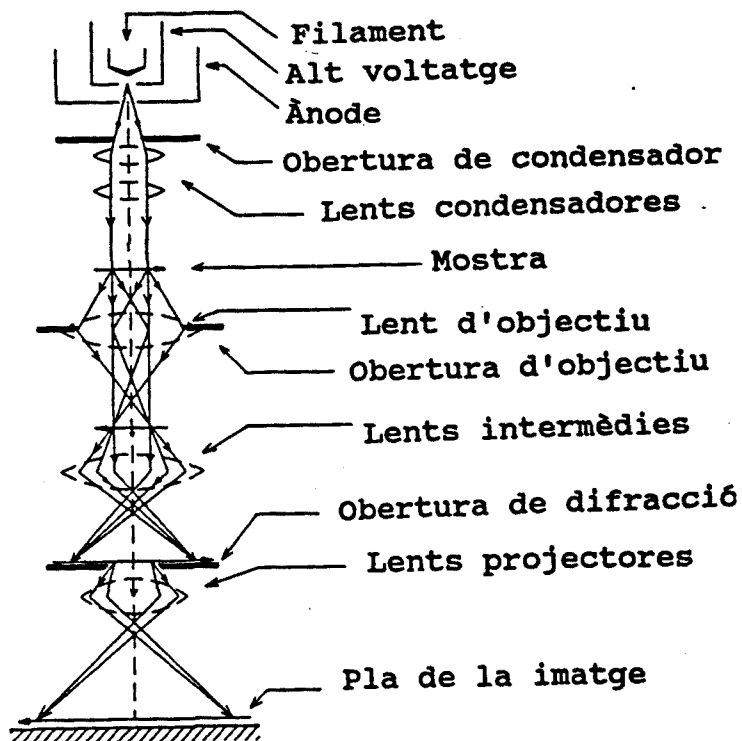 Filament
Alt voltatge
Ànode
Obertura de condensador
Lents condensadores
Mostra
Lent d'objectiu
Obertura d'objectiu
Lents intermèdies
Obertura de difracció
Lents projectores
Pla de la imatge